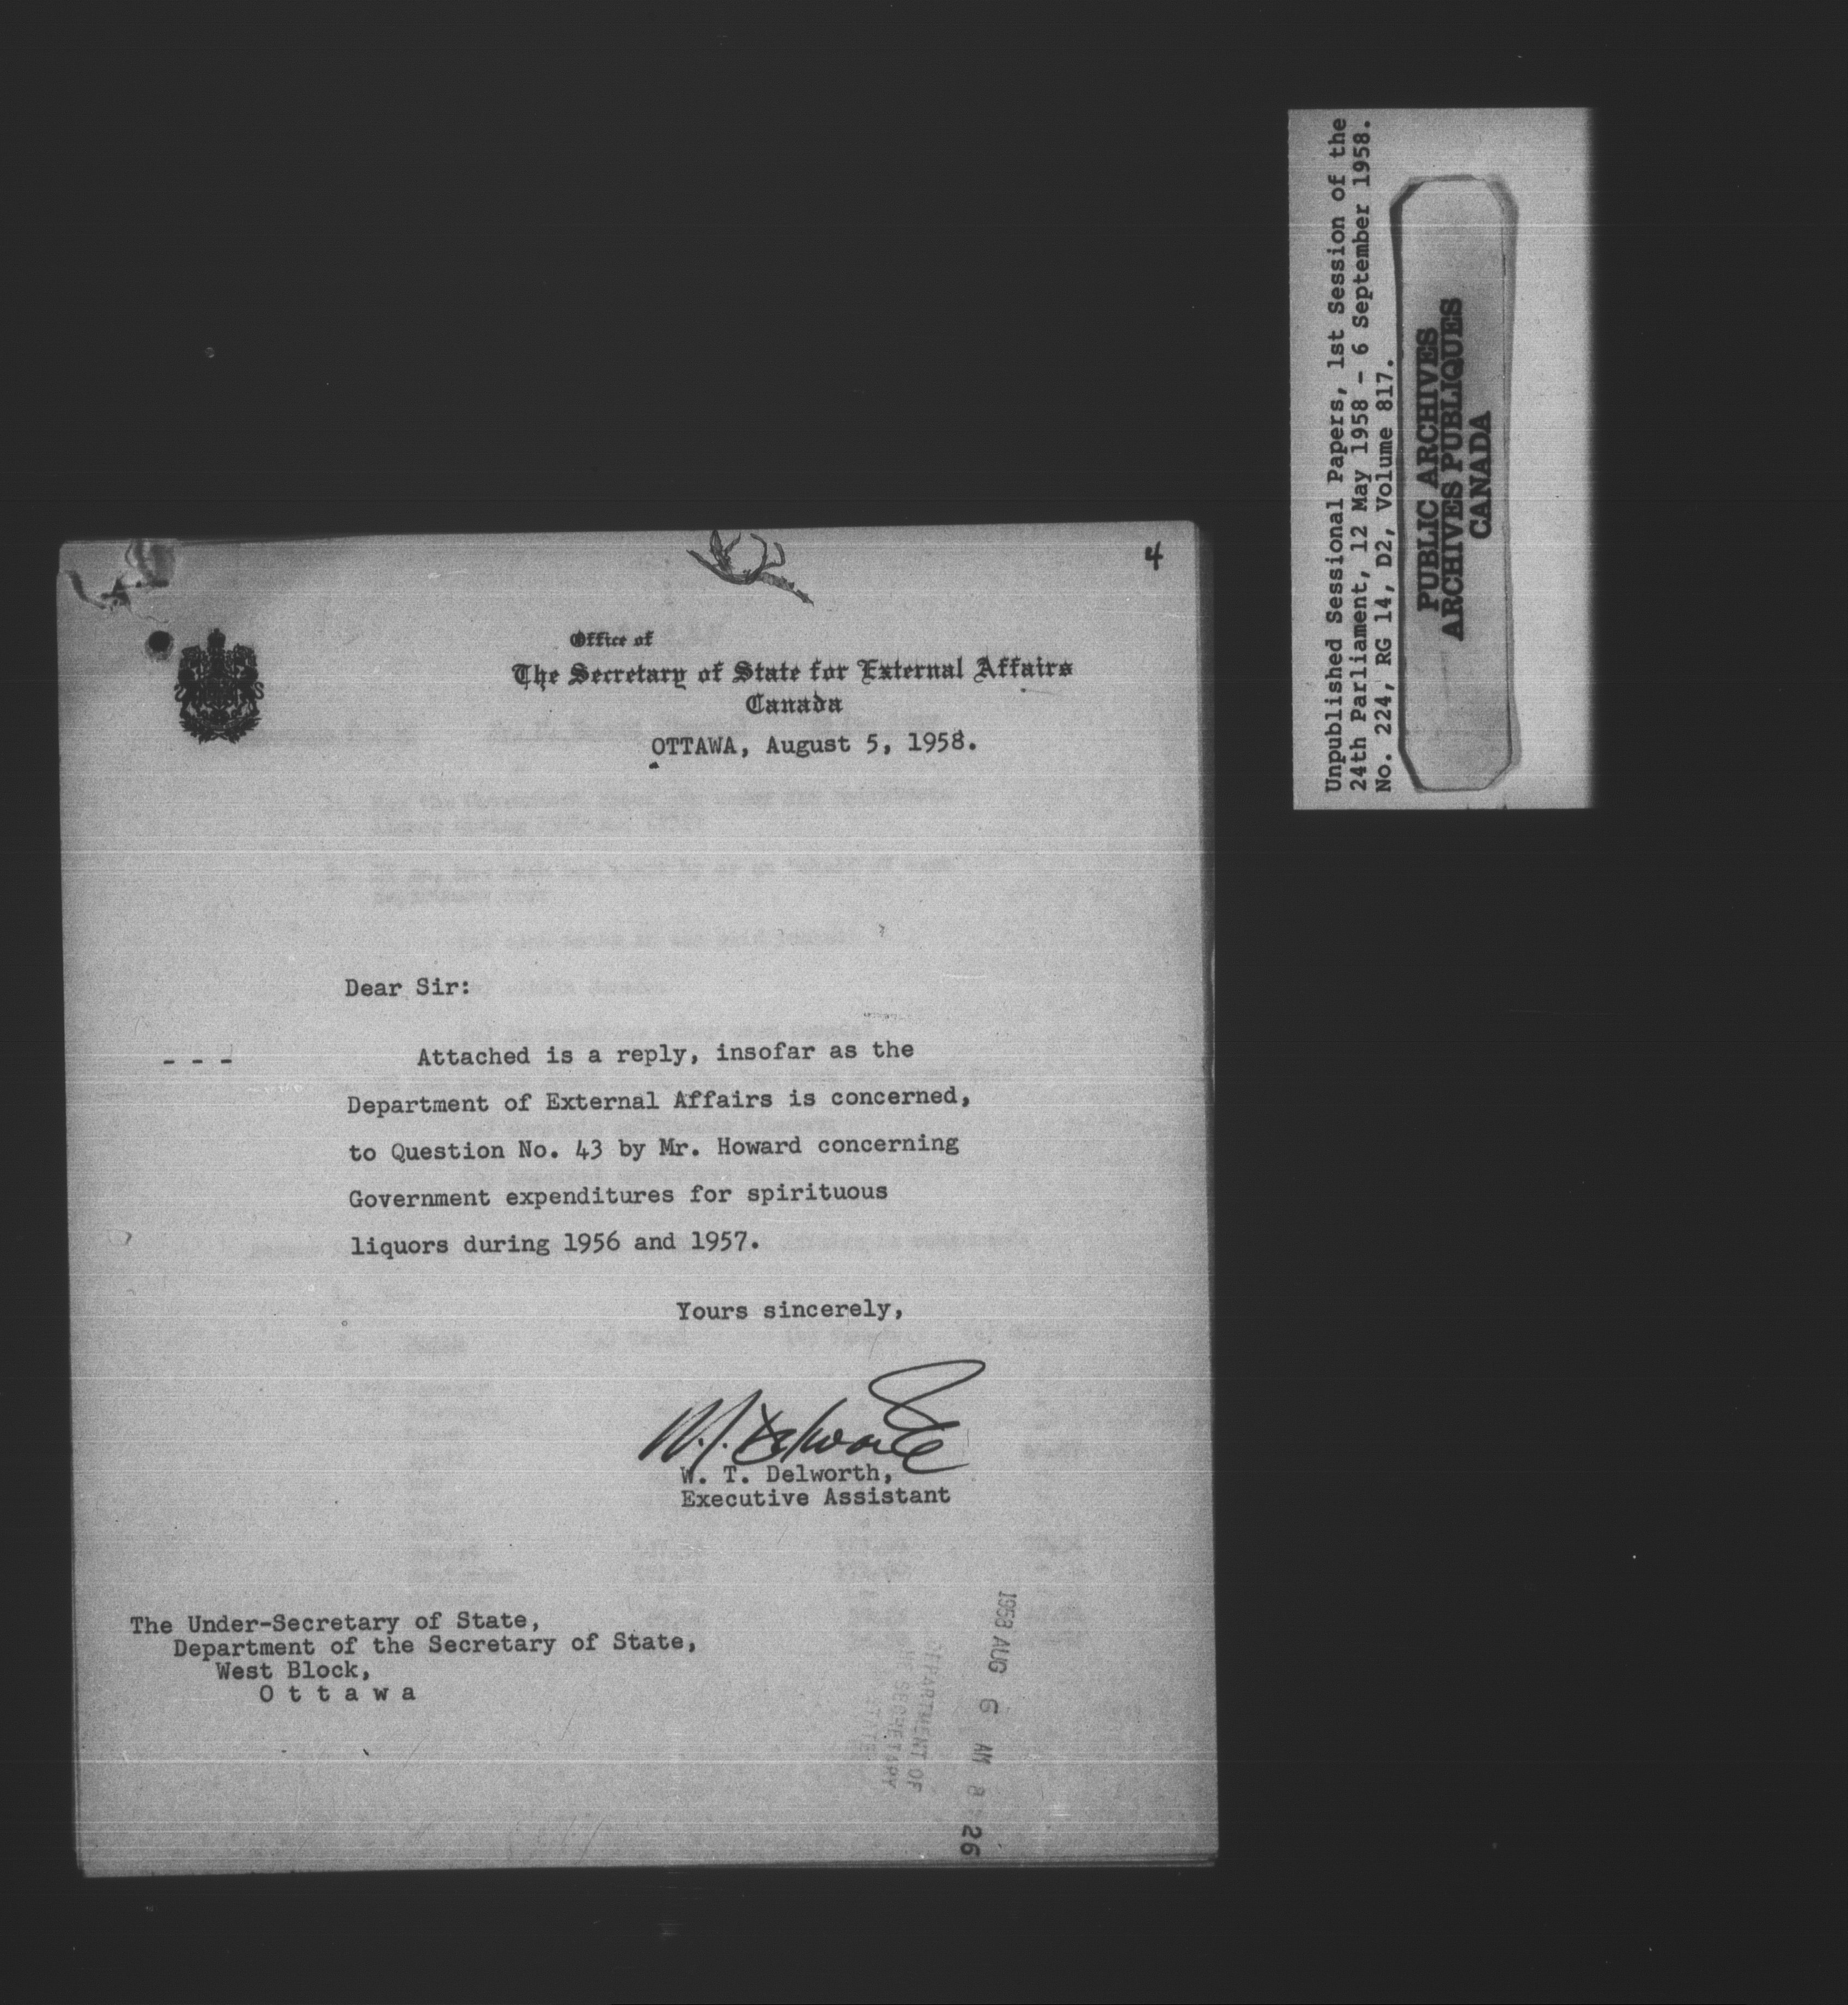 4
Office of
The Secretary of State for External Affairs
Canada
OTTAWA, August 5, 1958.
Dear Sir:
- - - Attached is a reply, insofar as the
Department of External Affairs is concerned,
to Question No. 43 by Mr. Howard concerning
Government expenditures for spirituous
liquors during 1956 and 1957.
Yours sincerely,
W. T. Delworth,
Executive Assistant
The Under-Secretary of State,
Department of the Secretary of State,
West Block,
O t t a w a
1958 AUG 6 AM 8 26
DEPARTMENT OF
SECRETARY
STATE
Unpublished Sessional Papers, 1st Session of the
24th Parliament, 12 May 1958 - 6 September 1958.
No. 224, RG 14, D2, Volume 817.
PUBLIC ARCHIVES
ARCHIVES PUBLIQUES
CANADA